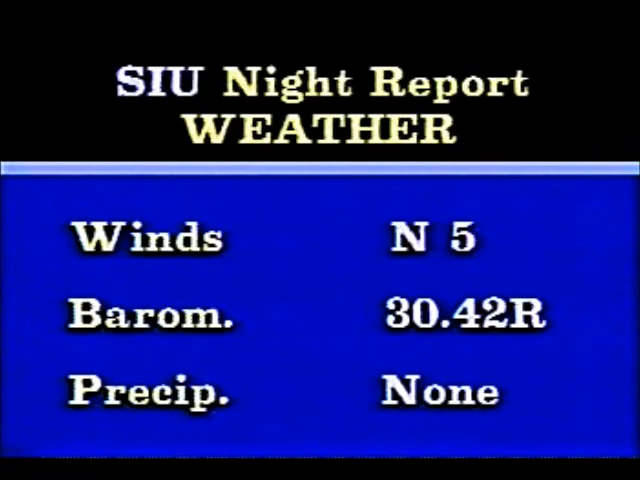 SIU Night Report
WEATHER
Winds N 5
Barom. 30.42R
Precip. None